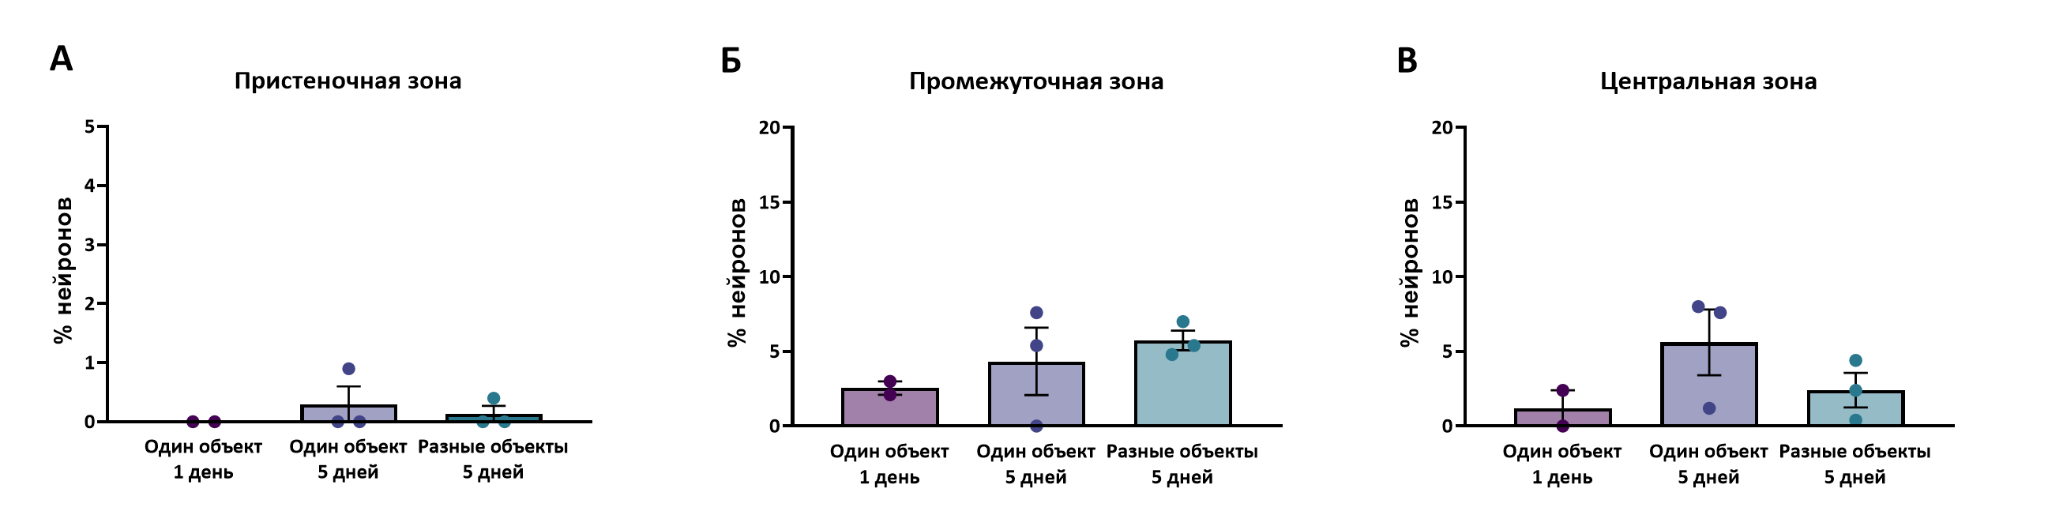 А
Пристеночная зона
% нейронов
5
4
3
2
1
0
Один объект
1 день
Один объект
5 дней
Разные объекты
5 дней
Б
Промежуточная зона
% нейронов
20
15
10
5
0
Один объект
1 день
Один объект
5 дней
Разные объекты
5 дней
В
Центральная зона
% нейронов
20
15
10
5
0
Один объект
1 день
Один объект
5 дней
Разные объекты
5 дней